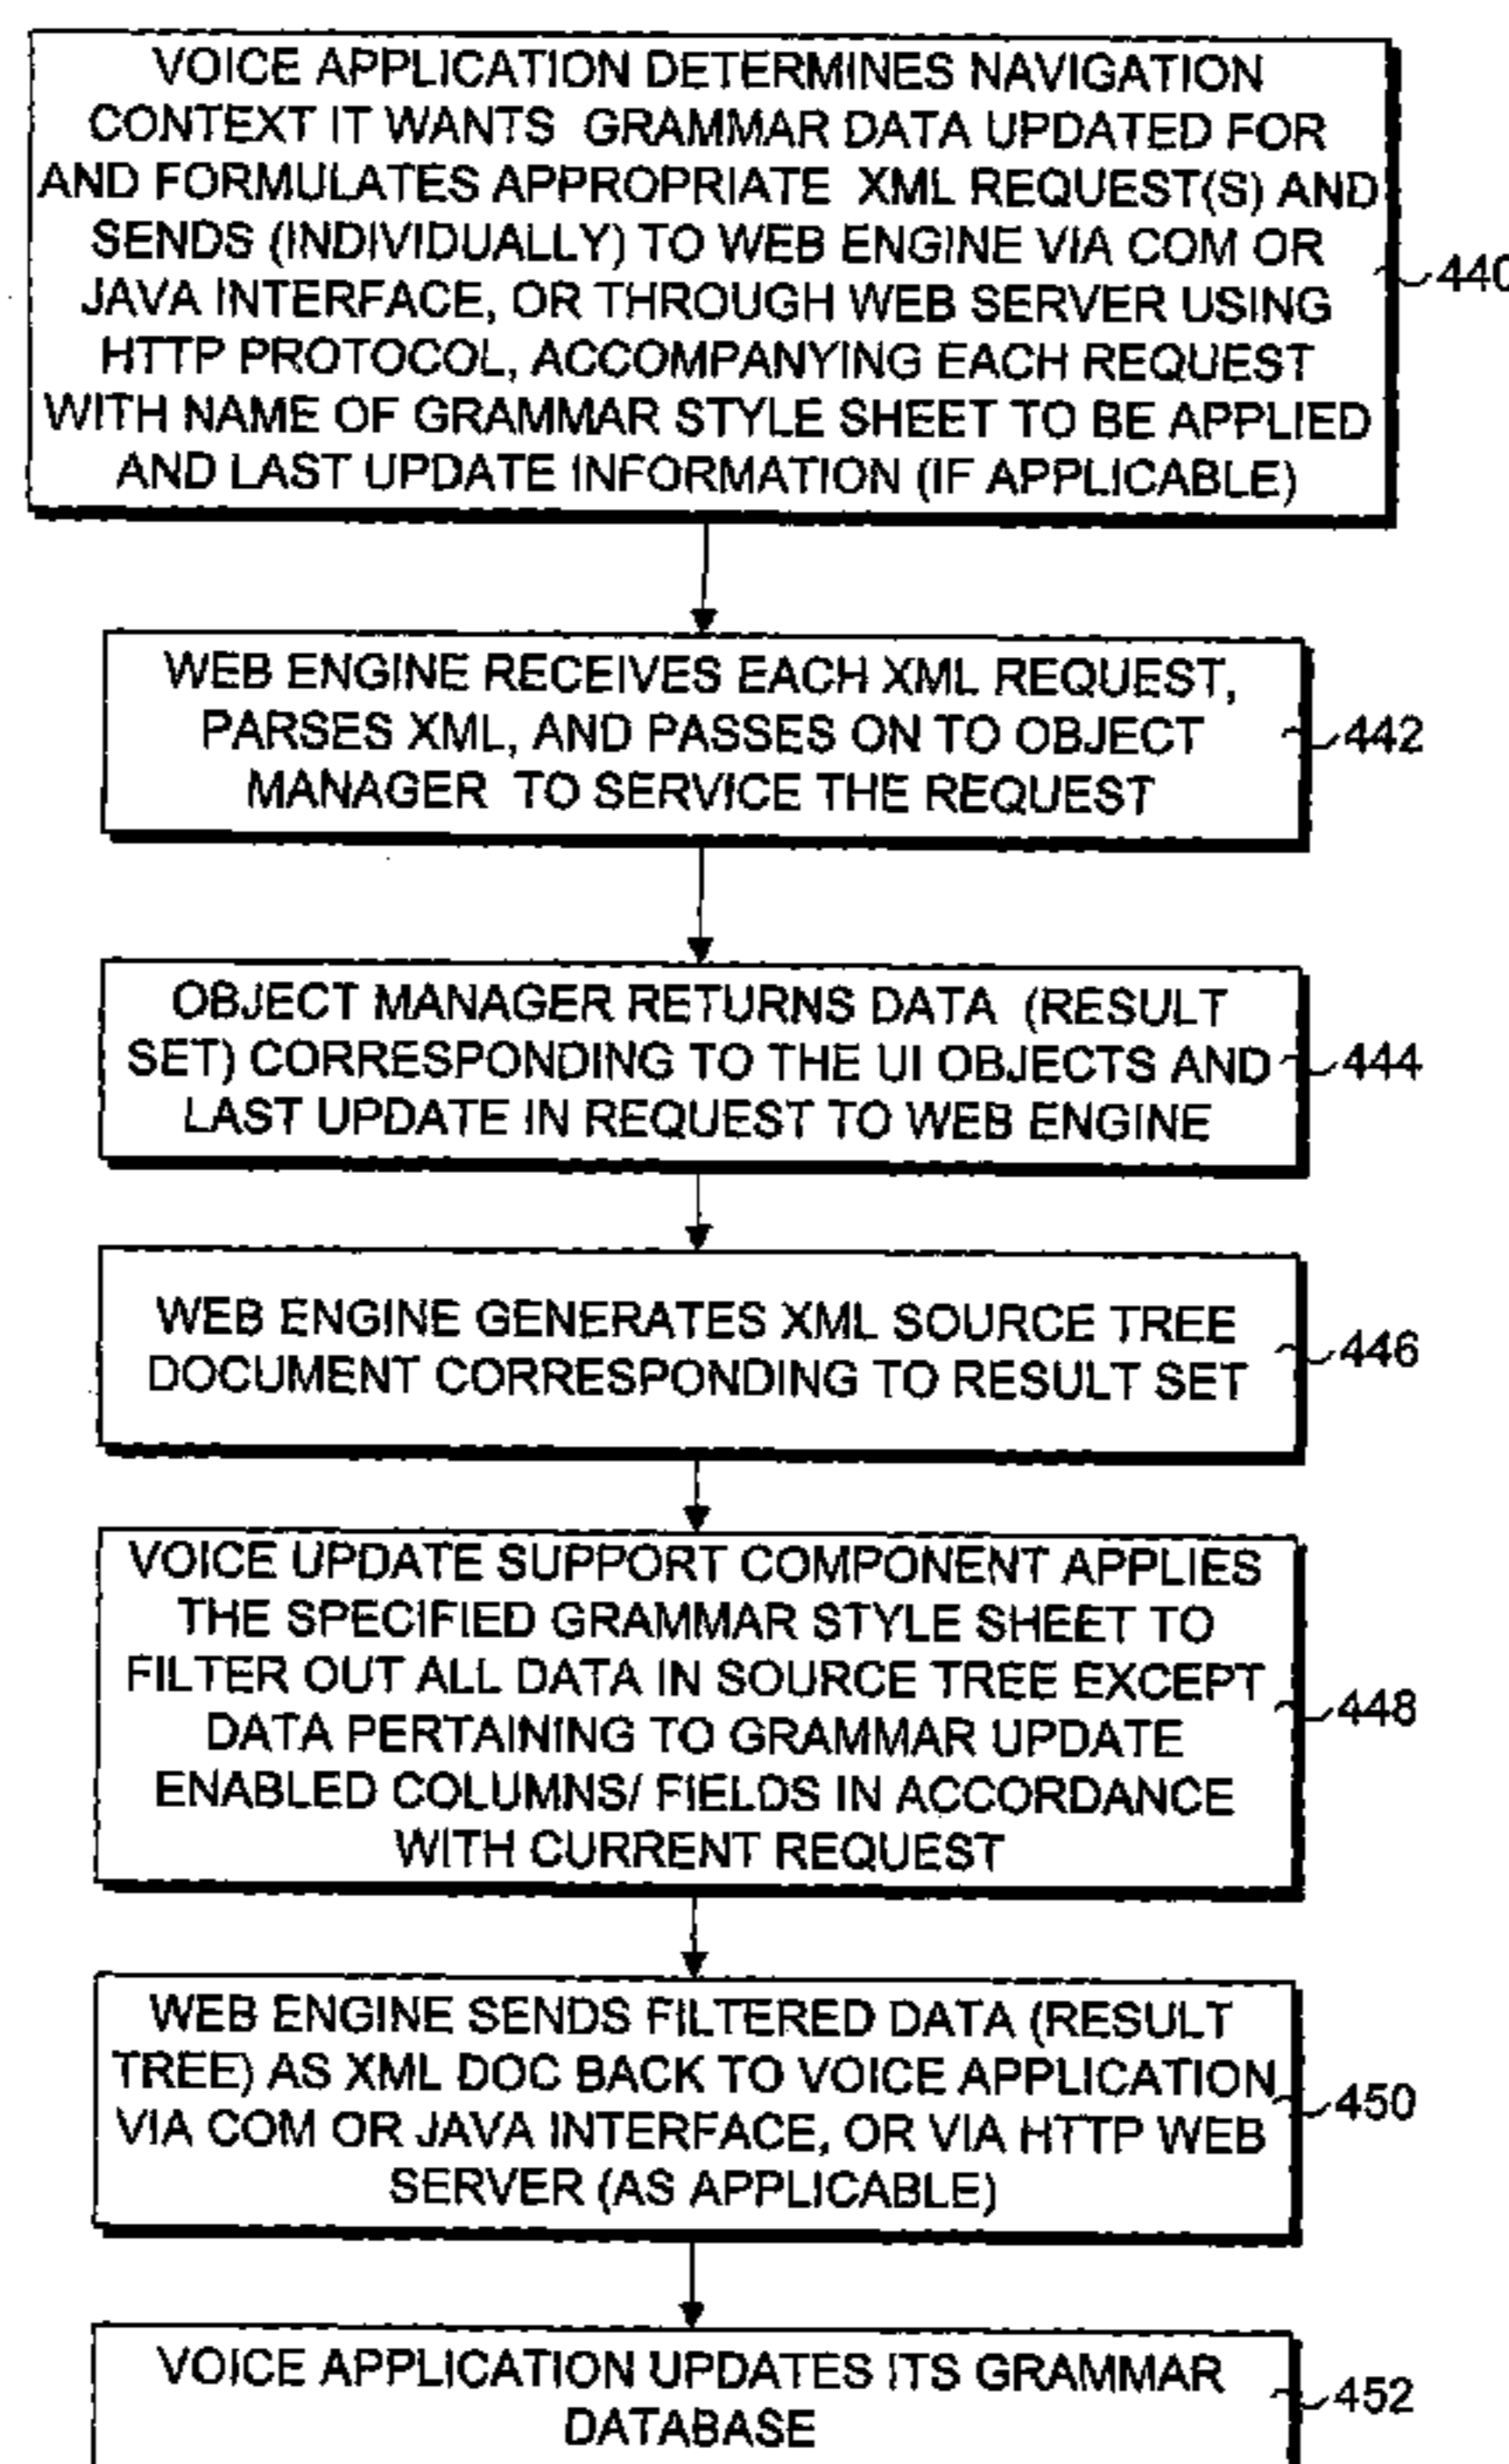 VOICE APPLICATION DETERMINES NAVIGATION
CONTEXT IT WANTS GRAMMAR DATA UPDATED FOR
AND FORMULATES APPROPRIATE XML REQUEST(S) AND
SENDS (INDIVIDUALLY) TO WEB ENGINE VIA COM OR
JAVA INTERFACE, OR THROUGH WEB SERVER USING
HTTP PROTOCOL, ACCOMPANYING EACH REQUEST
WITH NAME OF GRAMMAR STYLE SHEET TO BE APPLIED
AND LAST UPDATE INFORMATION (IF APPLICABLE)
440
WEB ENGINE RECEIVES EACH XML REQUEST,
PARSES XML, AND PASSES ON TO OBJECT
MANAGER TO SERVICE THE REQUEST
442
OBJECT MANAGER RETURNS DATA (RESULT
SET) CORRESPONDING TO THE UI OBJECTS AND
LAST UPDATE IN REQUEST TO WEB ENGINE
444
WEB ENGINE GENERATES XML SOURCE TREE
DOCUMENT CORRESPONDING TO RESULT SET
446
VOICE UPDATE SUPPORT COMPONENT APPLIES
THE SPECIFIED GRAMMAR STYLE SHEET TO
FILTER OUT ALL DATA IN SOURCE TREE EXCEPT
DATA PERTAINING TO GRAMMAR UPDATE
ENABLED COLUMNS/ FIELDS IN ACCORDANCE
WITH CURRENT REQUEST
448
WEB ENGINE SENDS FILTERED DATA (RESULT
TREE) AS XML DOC BACK TO VOICE APPLICATION
VIA COM OR JAVA INTERFACE, OR VIA HTTP WEB
SERVER (AS APPLICABLE)
450
VOICE APPLICATION UPDATES ITS GRAMMAR
DATABASE
452